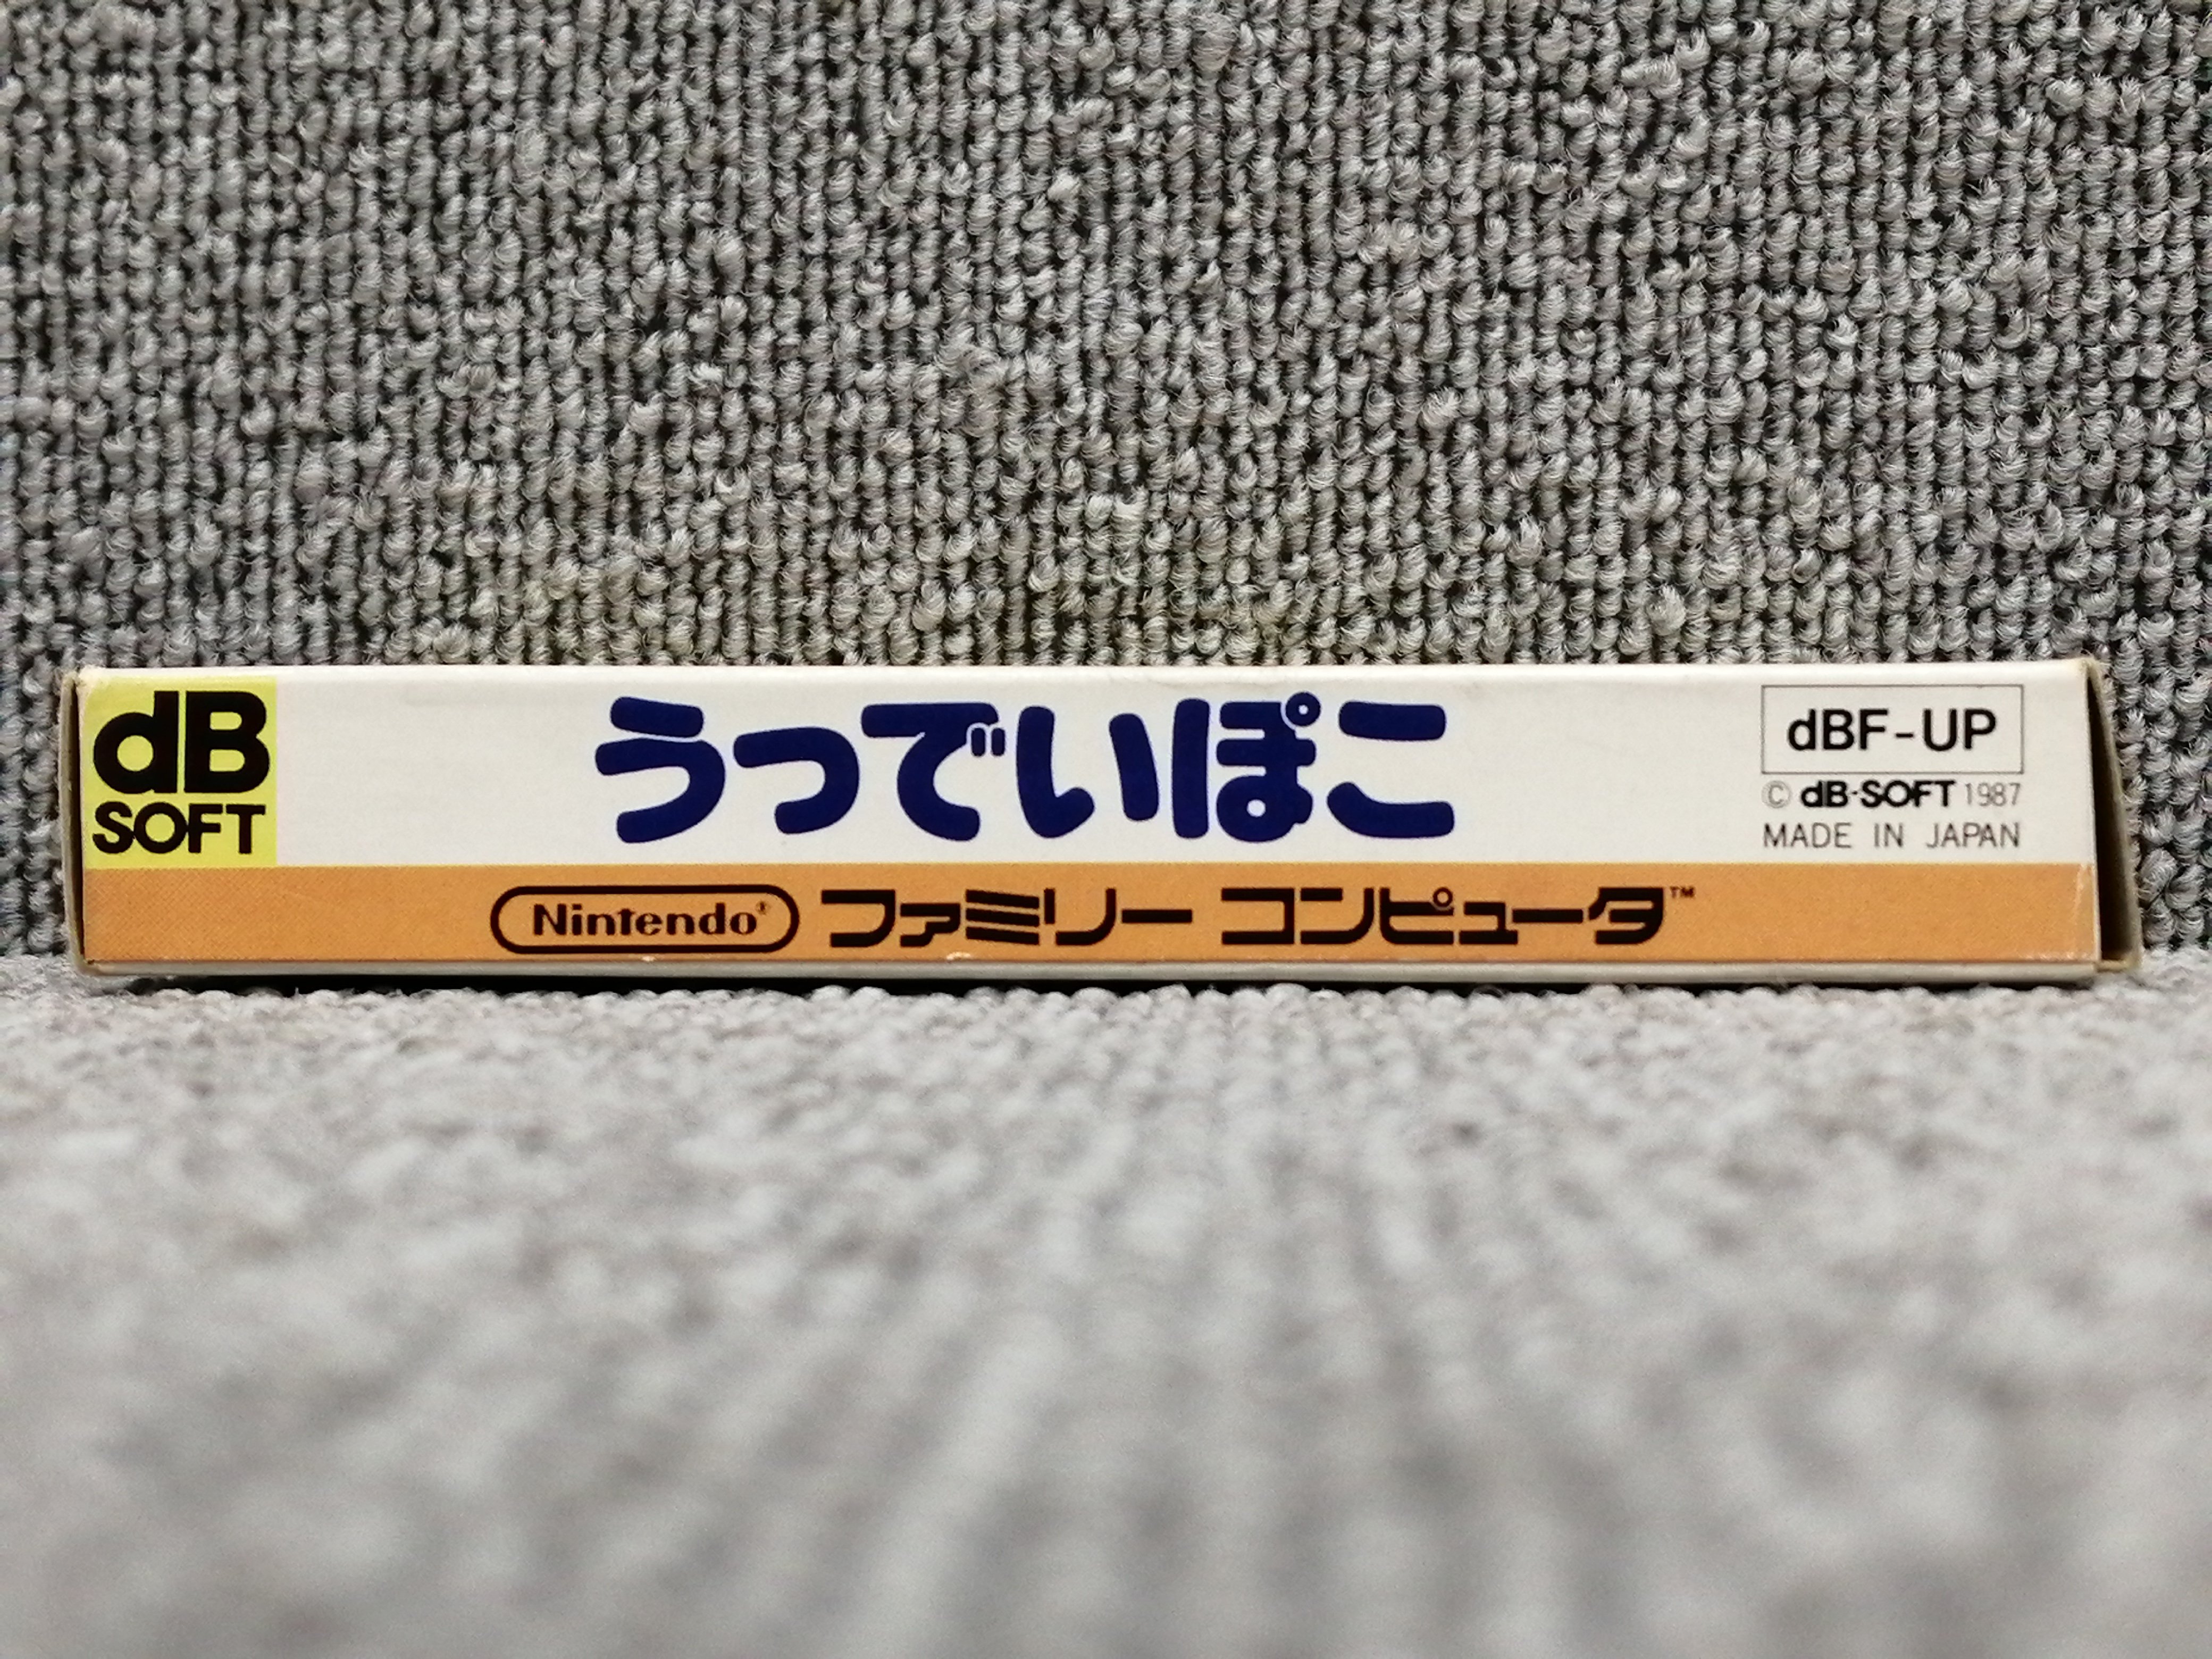 dB
SOFT
うっでいぽこ
dBF-UP
© dB-SOFT 1987
MADE IN JAPAN
Nintendo® ファミリー コンピュータ™